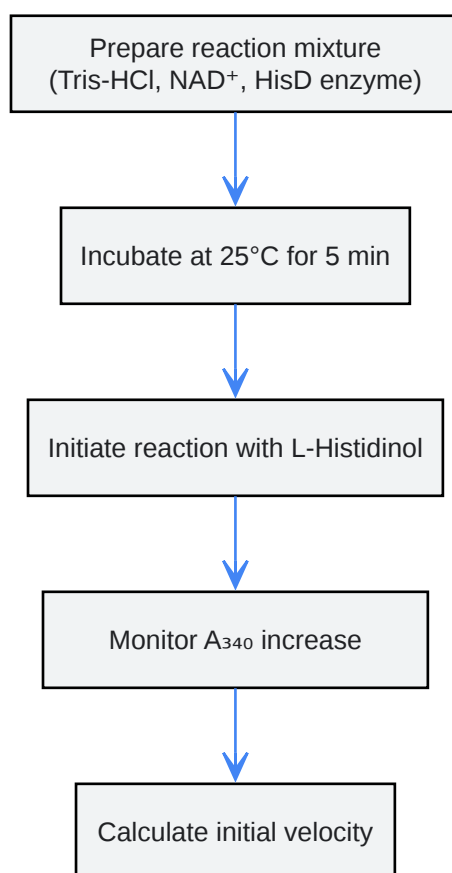 Prepare reaction mixture
(Tris-HCl, NAD⁺, HisD enzyme)
Incubate at 25°C for 5 min
Initiate reaction with L-Histidinol
Monitor A₃₄₀ increase
Calculate initial velocity